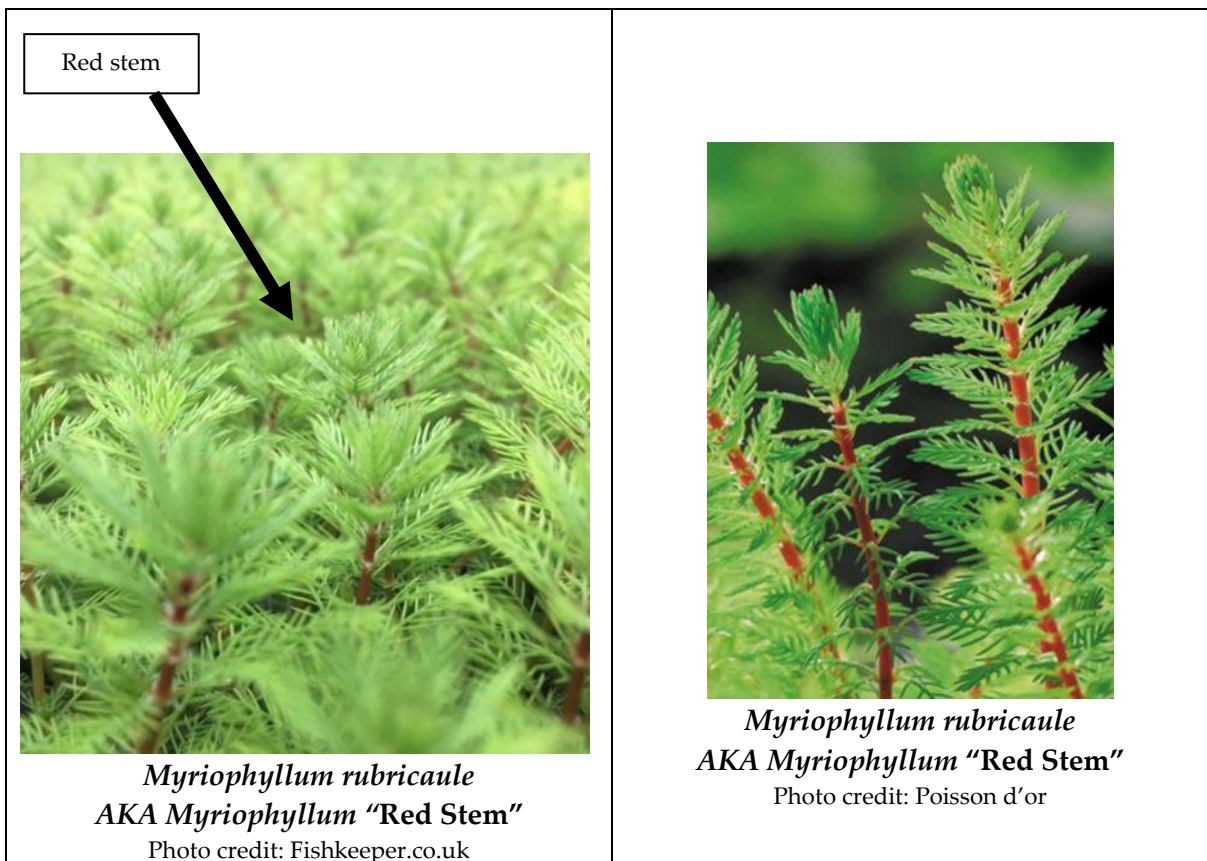 Red stem
Myriophyllum rubricaule
AKA Myriophyllum “Red Stem”
Photo credit: Fishkeeper.co.uk
Myriophyllum rubricaule
AKA Myriophyllum “Red Stem”
Photo credit: Poisson d’or